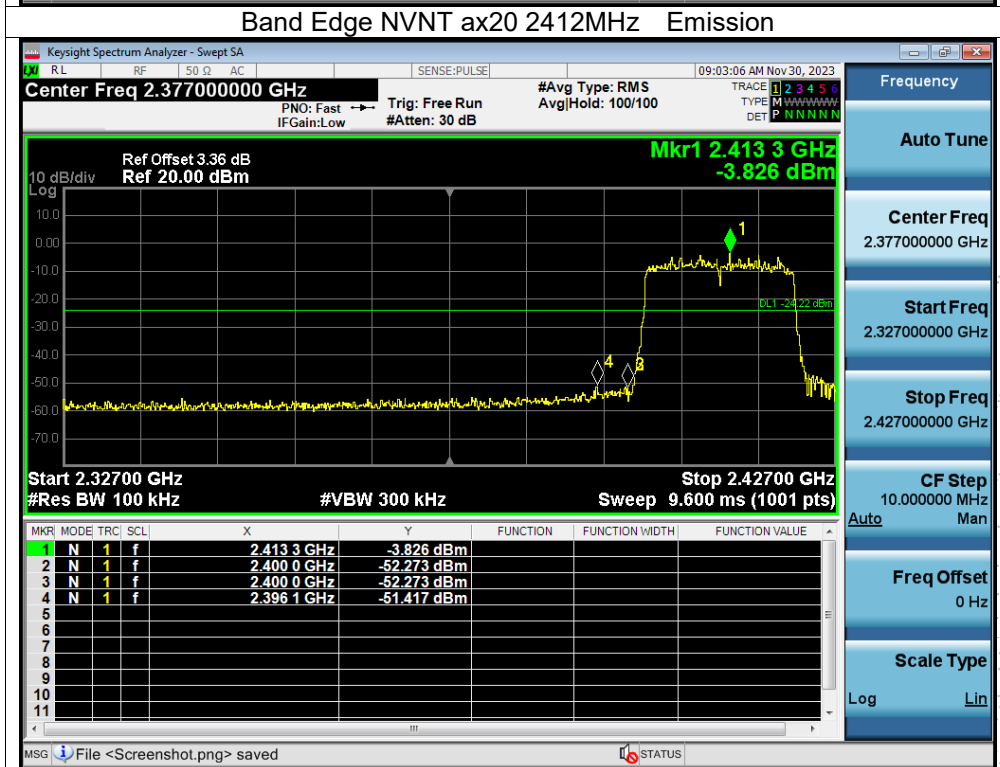 Band Edge NVNT ax20 2412MHz Emission
Keysight Spectrum Analyzer - Swept SA
LXI RL RF 50 Ω AC SENSE:PULSE 09:03:06 AM Nov 30, 2023
Center Freq 2.377000000 GHz
PNO: Fast
IFGain:Low
Trig: Free Run
#Atten: 30 dB
#Avg Type: RMS
Avg|Hold: 100/100
TRACE 1 2 3 4 5 6
TYPE M WWWWW
DET P N N N N N
Mkr1 2.413 3 GHz
-3.826 dBm
Ref Offset 3.36 dB
10 dB/div Ref 20.00 dBm
Log
10.0
0.00
-10.0
-20.0
-30.0
-40.0
-50.0
-60.0
-70.0
1
DL1 -24.22 dBm
4
Start 2.32700 GHz Stop 2.42700 GHz
#Res BW 100 kHz #VBW 300 kHz Sweep 9.600 ms (1001 pts)
MKR MODE TRC SCL X Y FUNCTION FUNCTION WIDTH FUNCTION VALUE
1 N 1 f 2.413 3 GHz -3.826 dBm
2 N 1 f 2.400 0 GHz -52.273 dBm
3 N 1 f 2.400 0 GHz -52.273 dBm
4 N 1 f 2.396 1 GHz -51.417 dBm
5
6
7
8
9
10
11
MSG File <Screenshot.png> saved STATUS
Frequency
Auto Tune
Center Freq
2.377000000 GHz
Start Freq
2.327000000 GHz
Stop Freq
2.427000000 GHz
CF Step
10.000000 MHz
Auto Man
Freq Offset
0 Hz
Scale Type
Log Lin